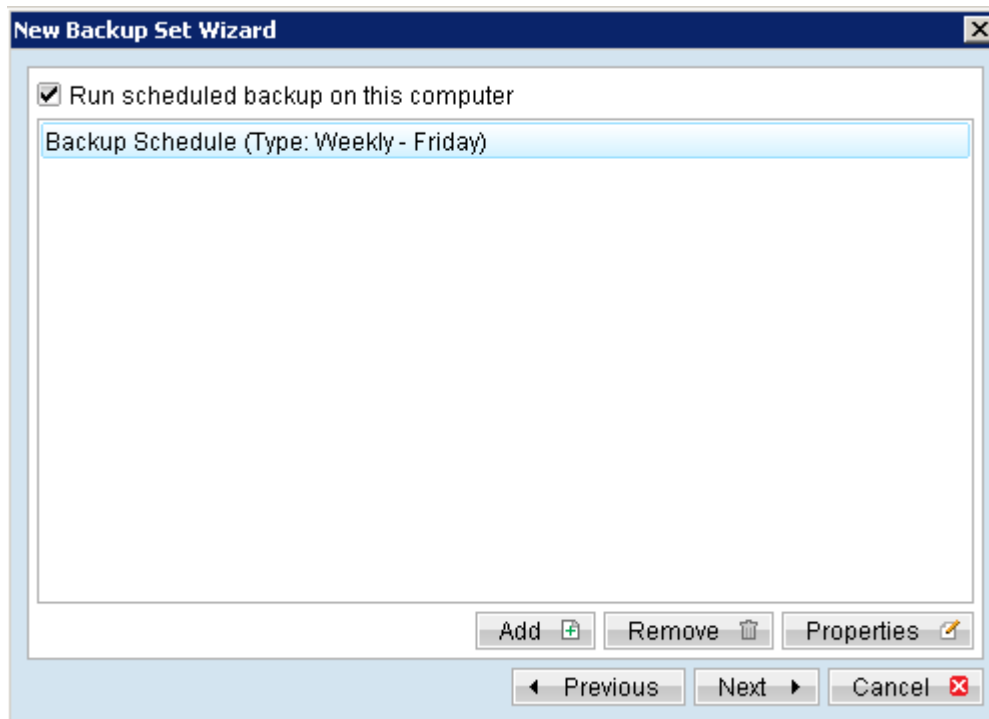 New Backup Set Wizard
Run scheduled backup on this computer
Backup Schedule (Type: Weekly - Friday)
Add Remove Properties
Previous Next Cancel